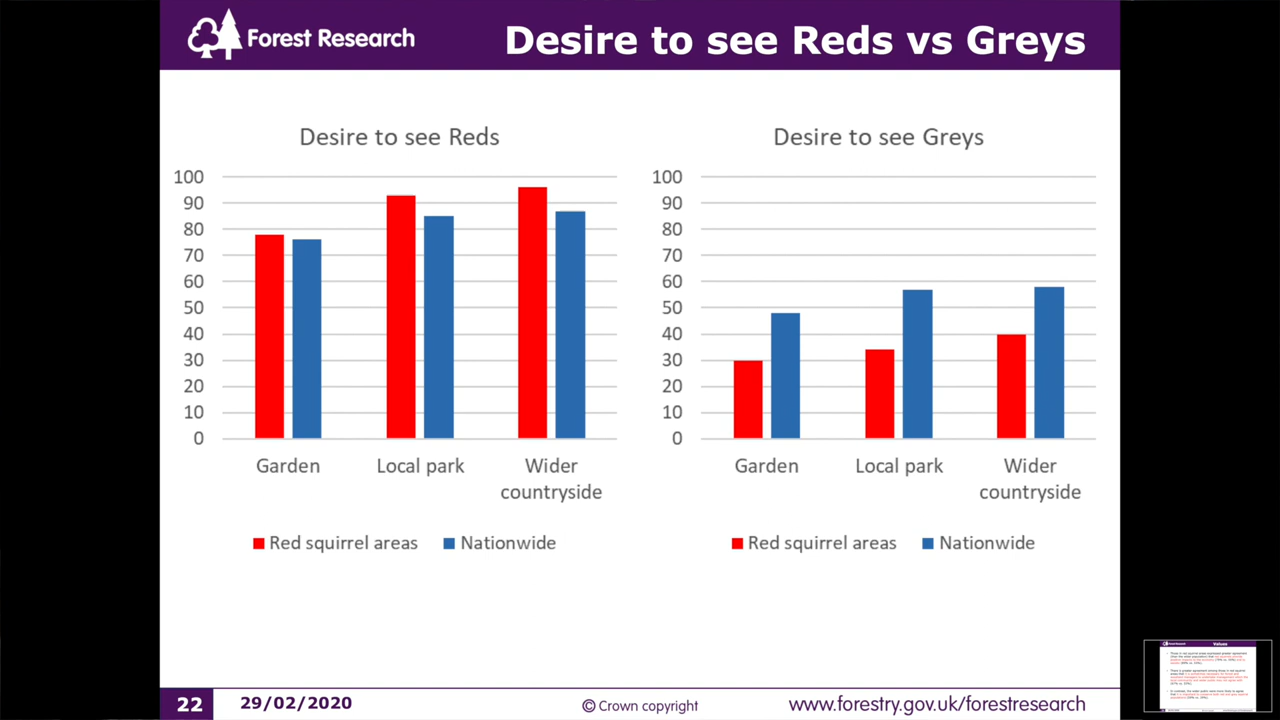 Forest Research
Desire to see Reds vs Greys
Desire to see Reds
100
90
80
70
60
50
40
30
20
10
0
Garden
Local park
Wider
countryside
Red squirrel areas
Nationwide
Desire to see Greys
100
90
80
70
60
50
40
30
20
10
0
Garden
Local park
Wider
countryside
Red squirrel areas
Nationwide
22
29/02/2020
© Crown copyright
www.forestry.gov.uk/forestresearch
Forest Research
Values